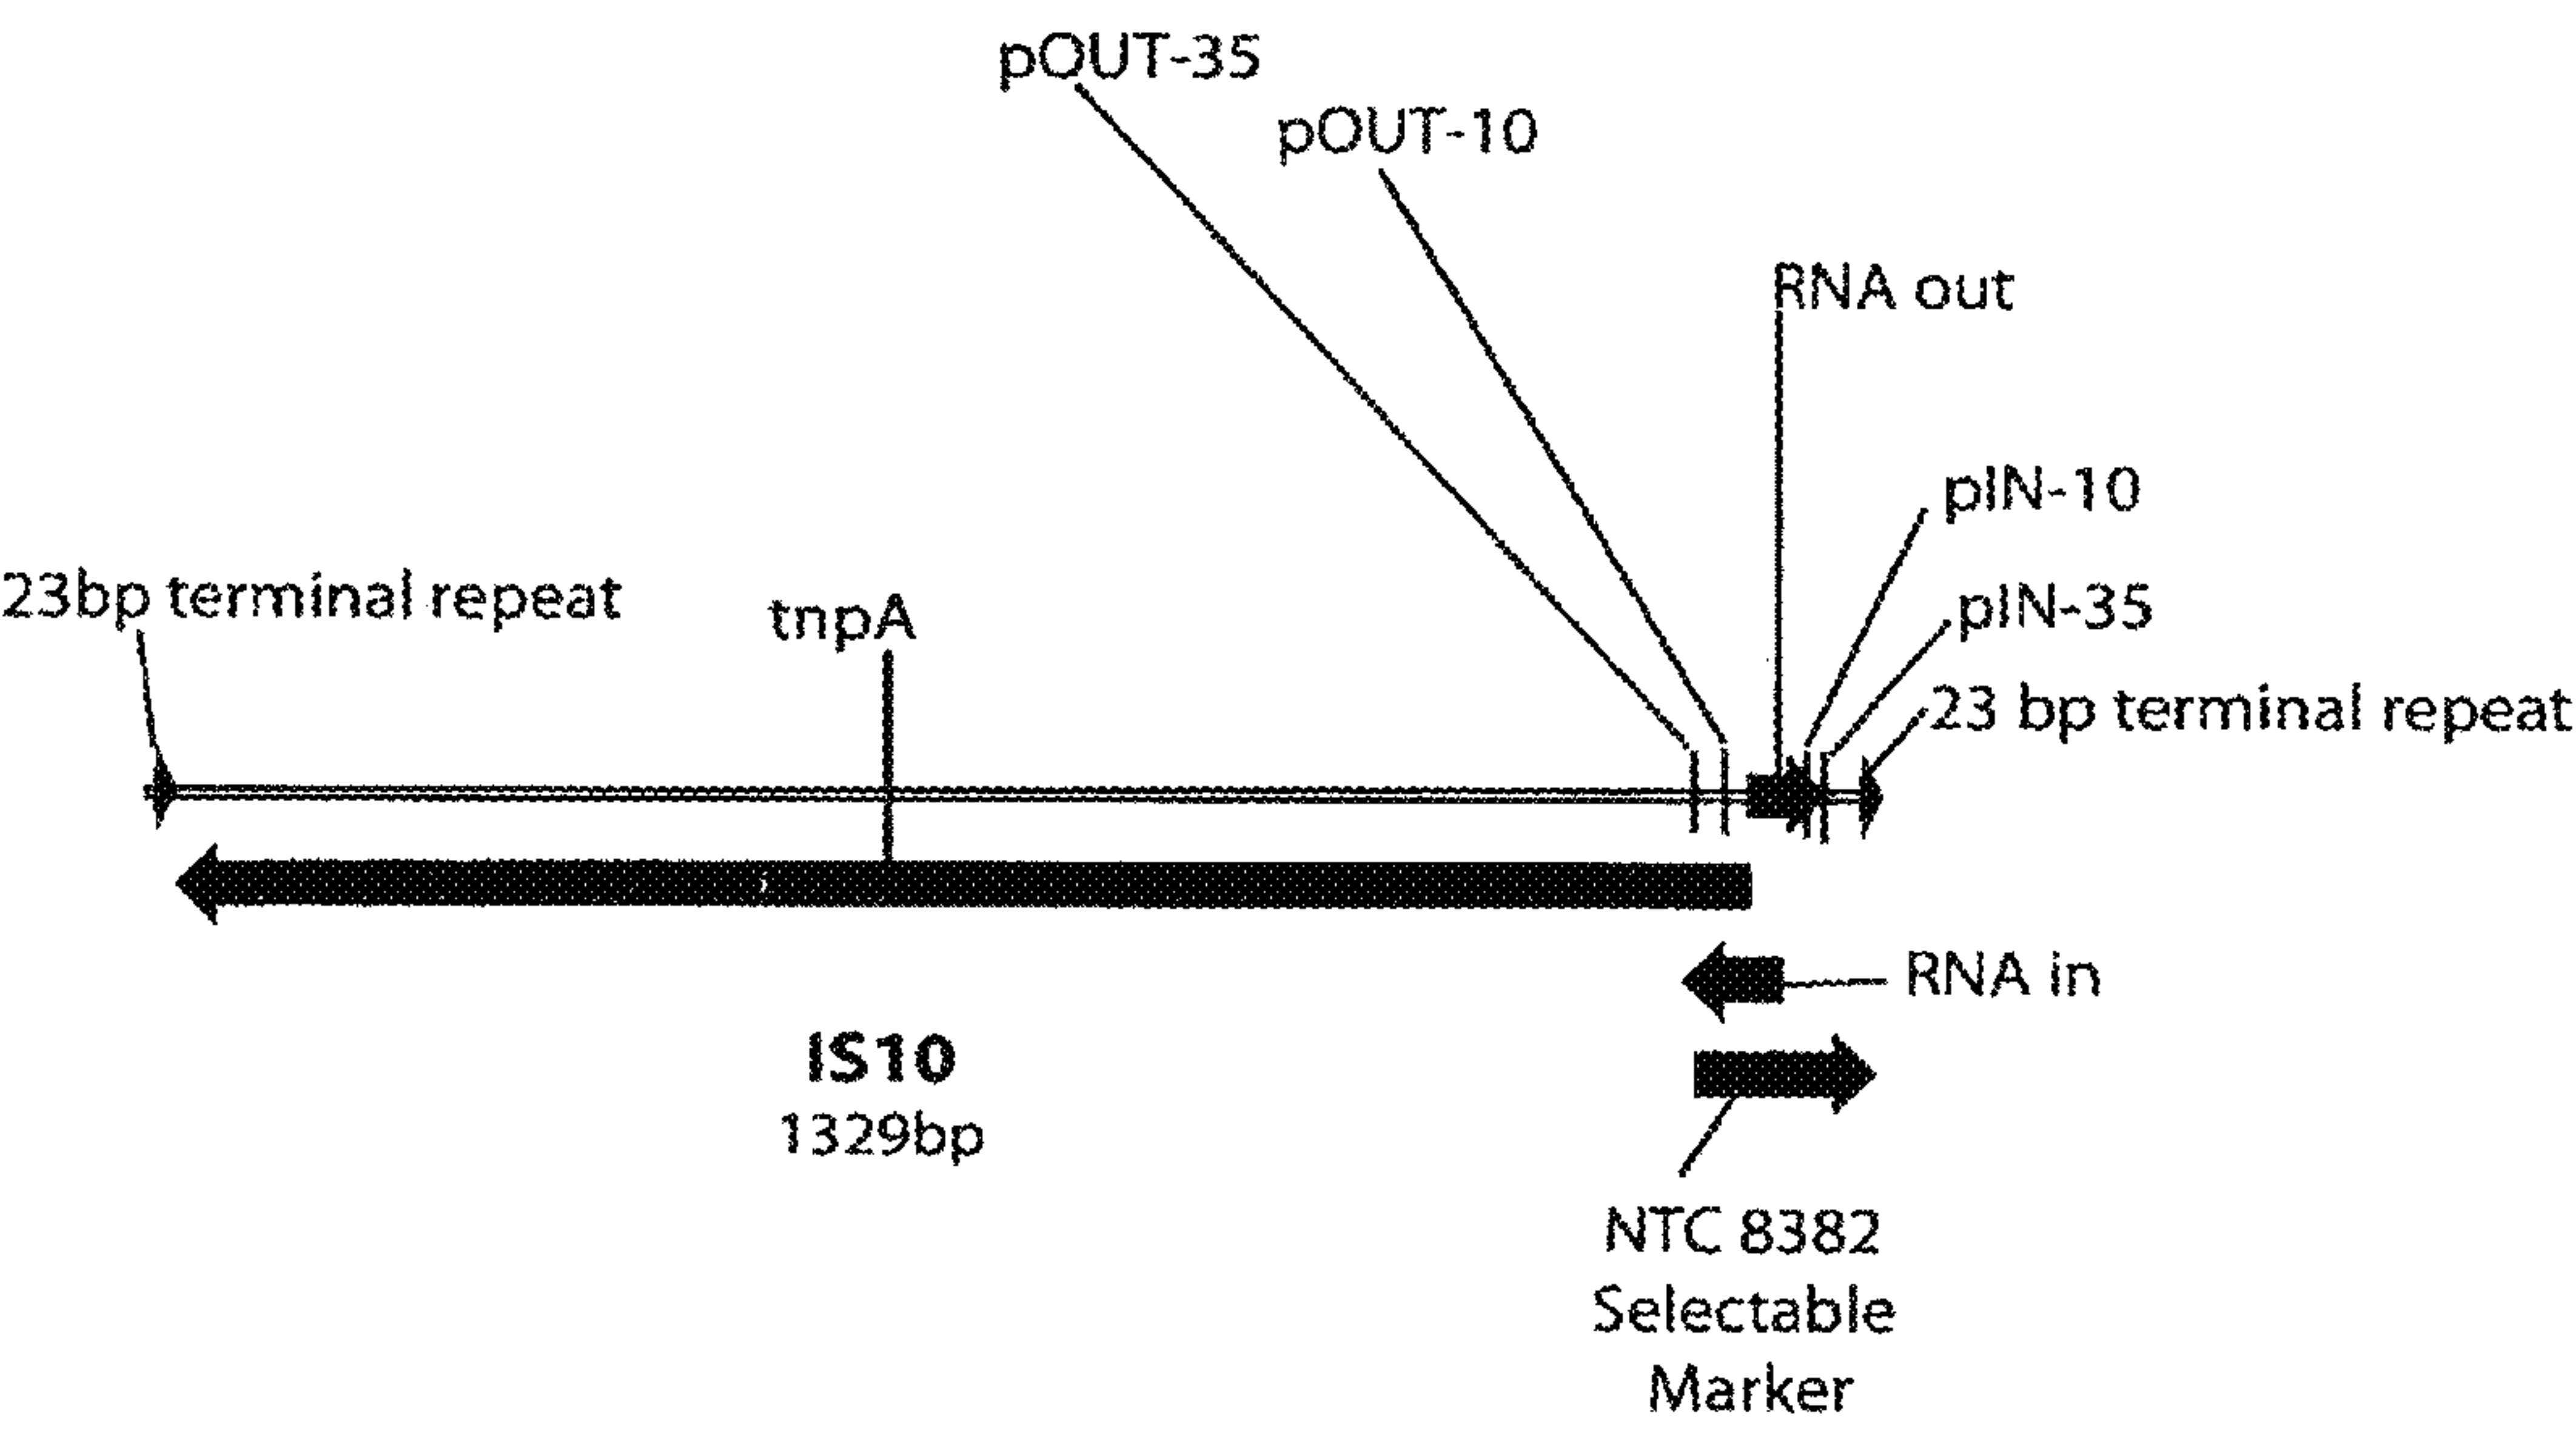 pOUT-35
pOUT-10
RNA out
pIN-10
23bp terminal repeat
tnpA
pIN-35
23 bp terminal repeat
RNA in
IS10
1329bp
NTC 8382
Selectable
Marker